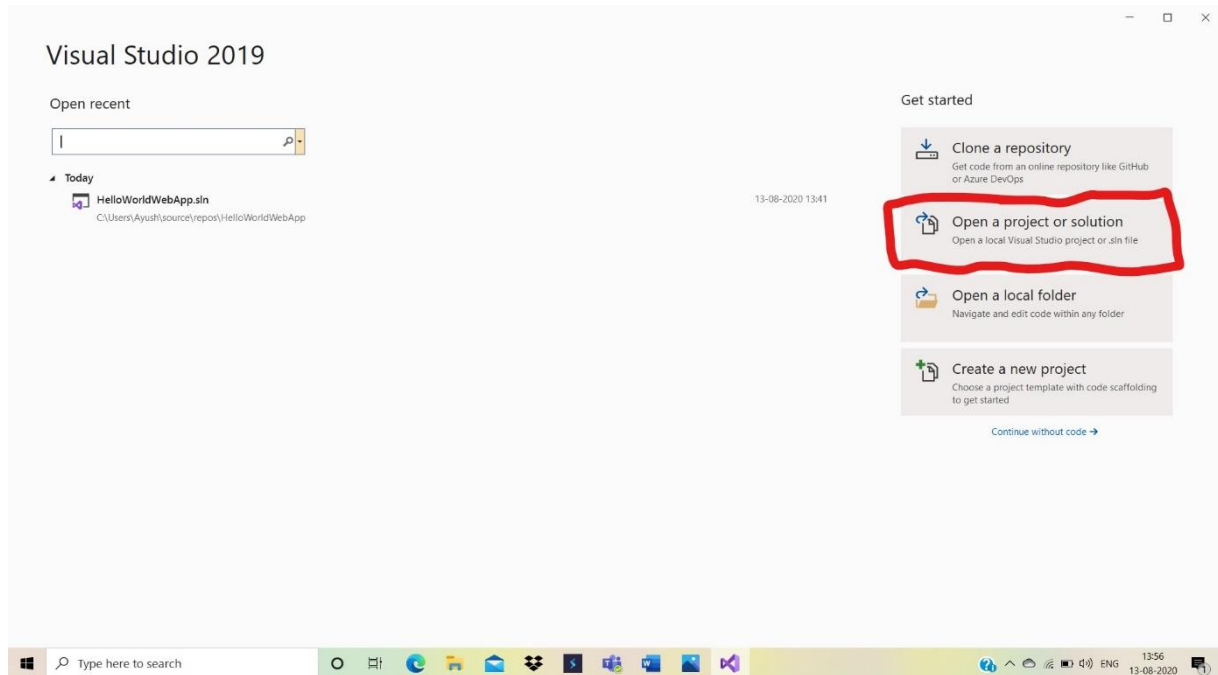 Visual Studio 2019
Open recent
Today
HelloWorldWebApp.sln
13-08-2020 13:41
C:\Users\Ayush\source\repos\HelloWorldWebApp
Get started
Clone a repository
Get code from an online repository like GitHub
or Azure DevOps
Open a project or solution
Open a local Visual Studio project or .sln file
Open a local folder
Navigate and edit code within any folder
Create a new project
Choose a project template with code scaffolding
to get started
Continue without code →
Type here to search
ENG
13:56
13-08-2020
1